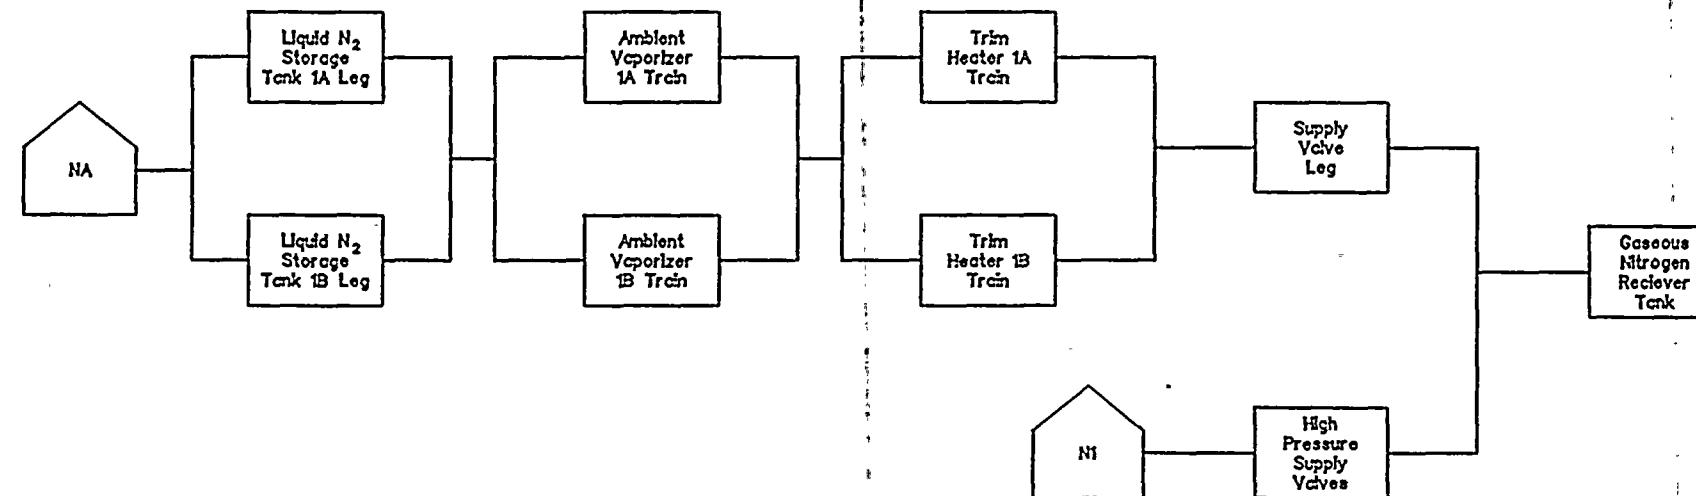 Liquid N2
Storage
Tank 1A Leg
Ambient
Vaporizer
1A Train
Trim
Heater 1A
Train
Supply
Valve
Leg
NA
Liquid N2
Storage
Tank 1B Leg
Ambient
Vaporizer
1B Train
Trim
Heater 1B
Train
Gaseous
Nitrogen
Reciever
Tank
N1
High
Pressure
Supply
Valves